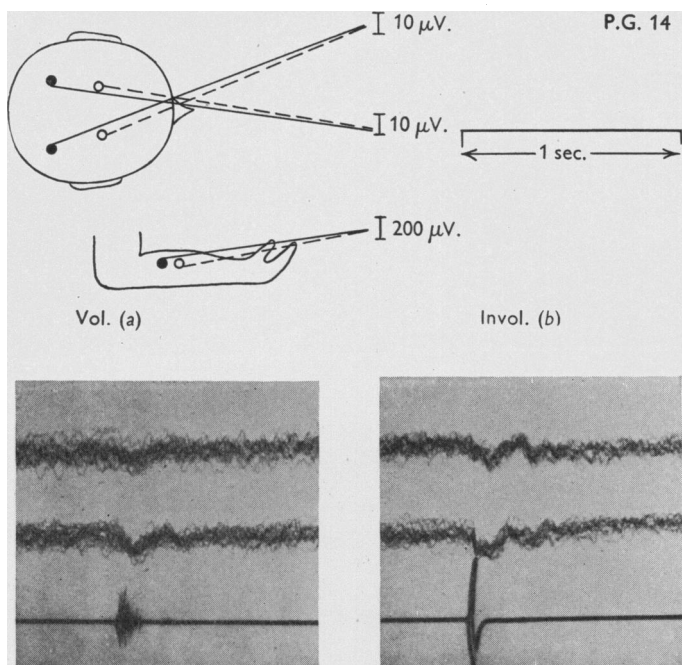 10 μV.
P.G. 14
10 μV.
1 sec.
200 μV.
Vol. (a)
Invol. (b)